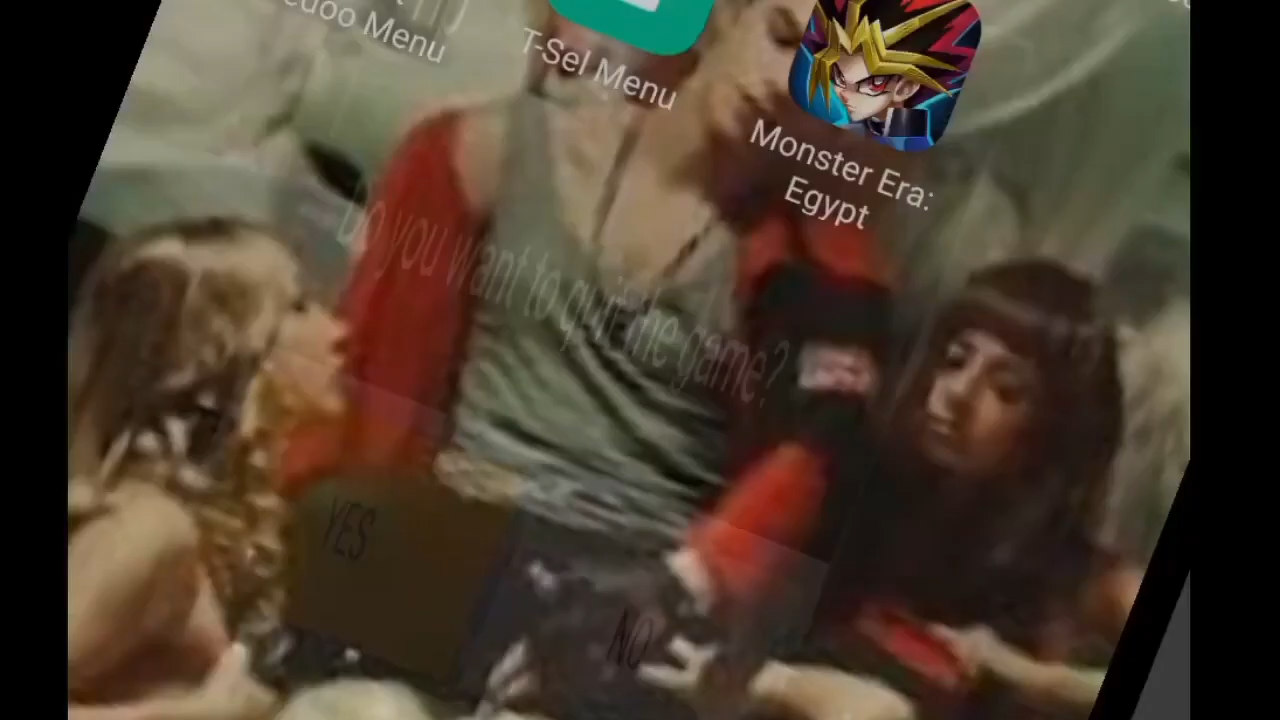 Menu
T-Sel Menu
Monster Era:
Egypt
Do you want to quit the game?
YES
NO